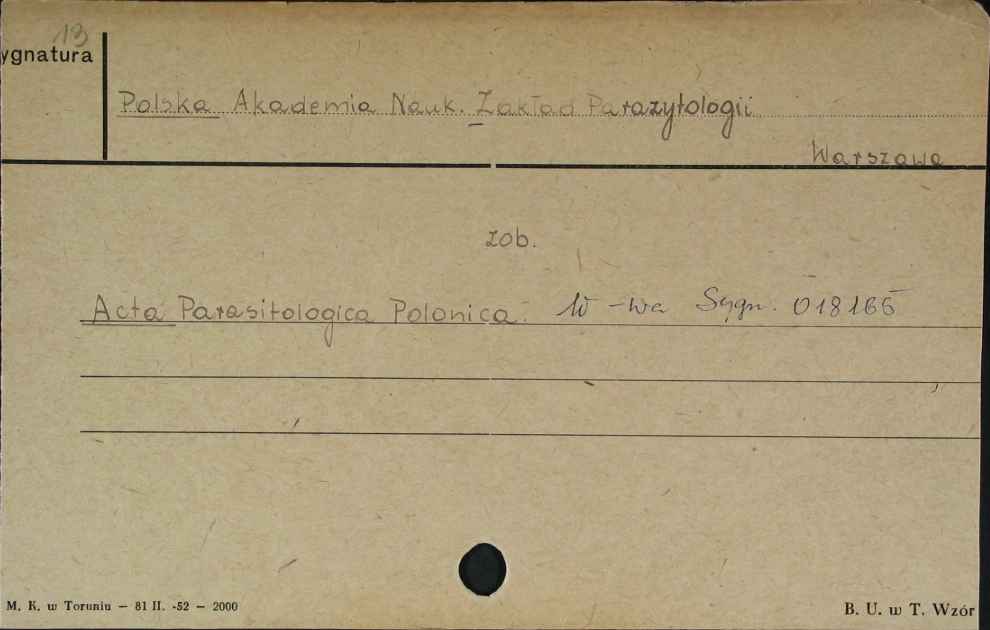 13
ygnatura
Polska Akademia Nauk. Zakład Parazytologii
Warszawa
zob.
Acta Parasitologica Polonica. W-wa Sygn. 018165
M. K. w Toruniu — 81 II. -52 — 2000
B. U. w T. Wzór